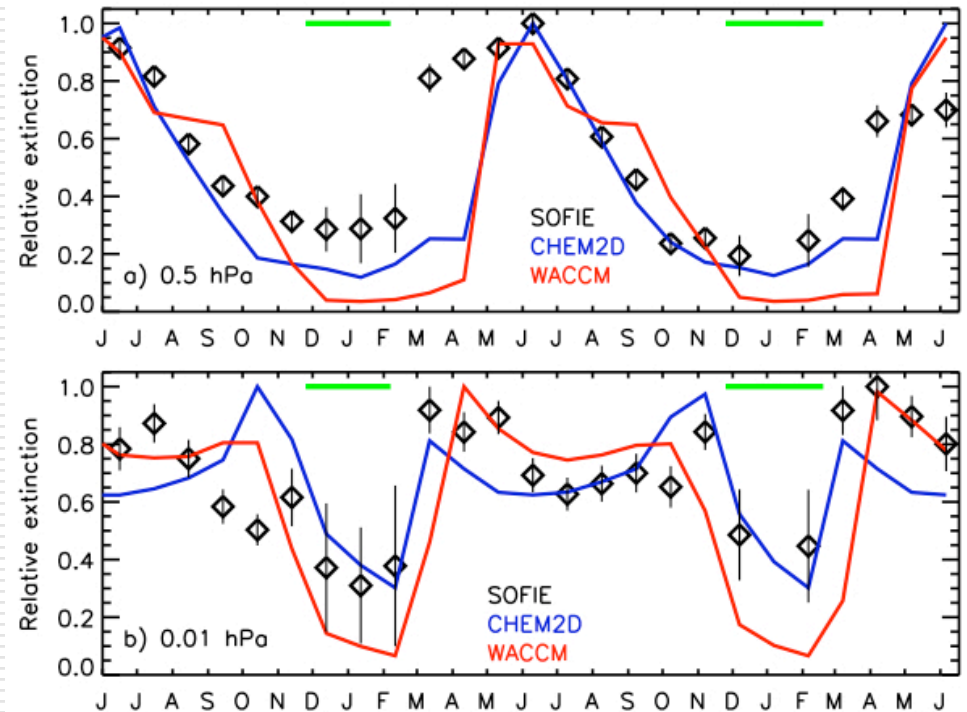 Relative extinction
1.0
0.8
0.6
0.4
0.2
0.0
SOFIE
CHEM2D
WACCM
a) 0.5 hPa
J J A S O N D J F M A M J J A S O N D J F M A M J
Relative extinction
1.0
0.8
0.6
0.4
0.2
0.0
SOFIE
CHEM2D
WACCM
b) 0.01 hPa
J J A S O N D J F M A M J J A S O N D J F M A M J